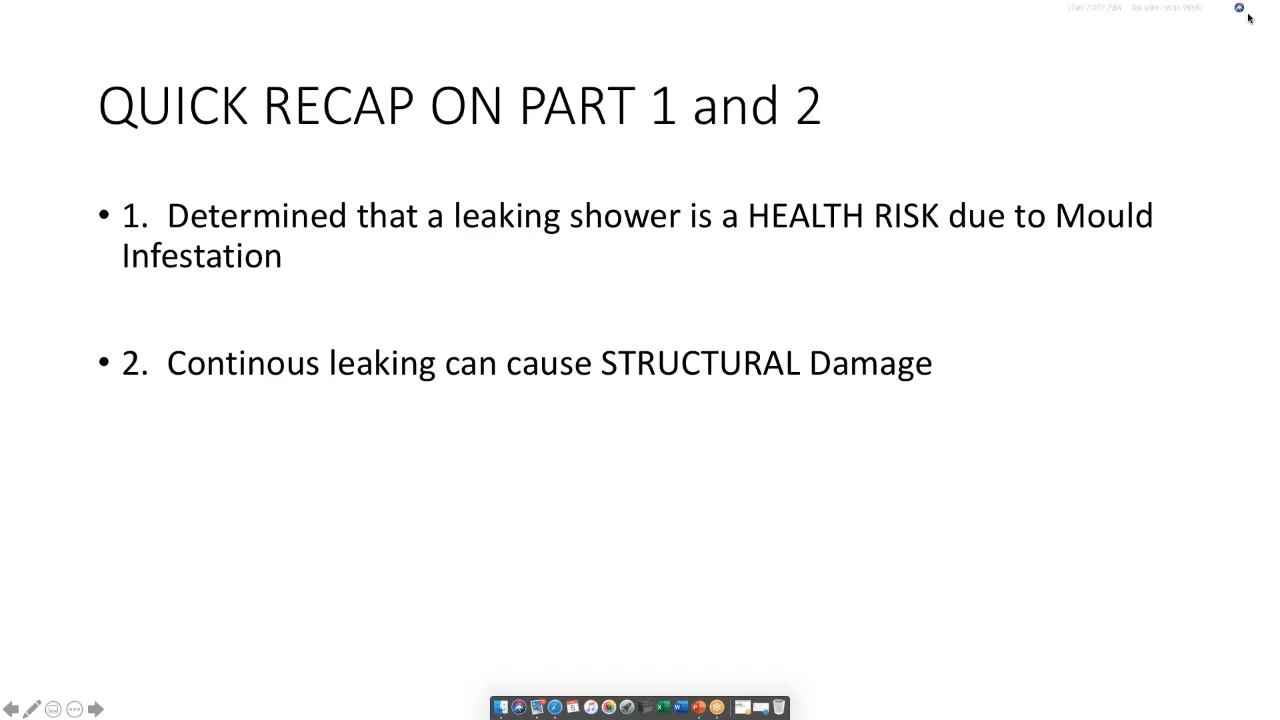 QUICK RECAP ON PART 1 and 2
• 1. Determined that a leaking shower is a HEALTH RISK due to Mould
Infestation
• 2. Continous leaking can cause STRUCTURAL Damage